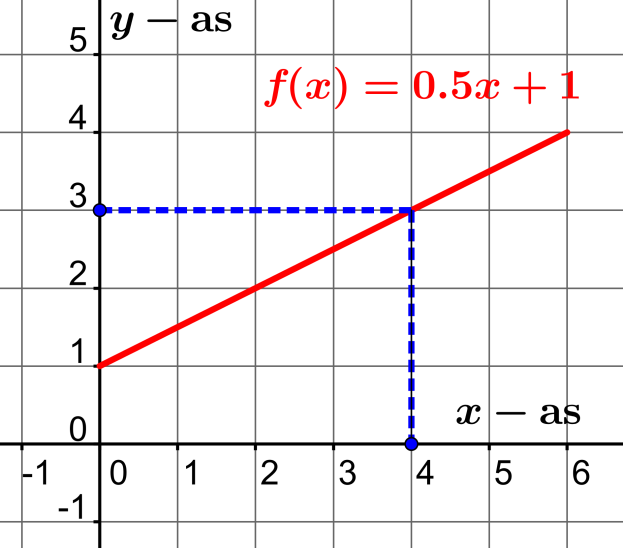 y – as
5
f(x) = 0.5x + 1
4
3
2
1
x – as
0
-1 0 1 2 3 4 5 6
-1